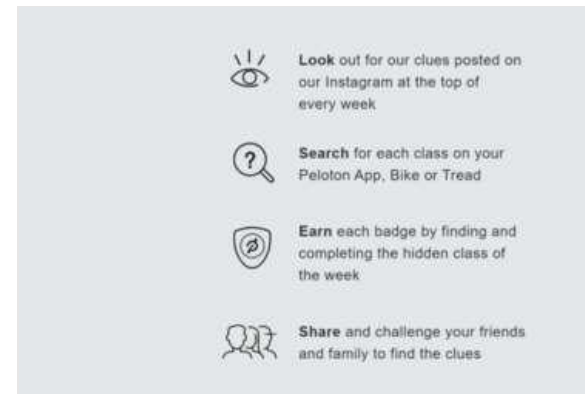 Look out for our clues posted on
our Instagram at the top of
every week
?
Search for each class on your
Peloton App, Bike or Tread
Earn each badge by finding and
completing the hidden class of
the week
Share and challenge your friends
and family to find the clues